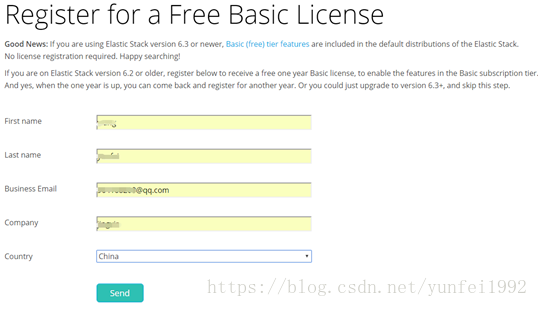 Register for a Free Basic License
Good News: If you are using Elastic Stack version 6.3 or newer, Basic (free) tier features are included in the default distributions of the Elastic Stack.
No license registration required. Happy searching!
If you are on Elastic Stack version 6.2 or older, register below to receive a free one year Basic license, to enable the features in the Basic subscription tier.
And yes, when the one year is up, you can come back and register for another year. Or you could just upgrade to version 6.3+, and skip this step.
First name
Last name
Business Email @qq.com
Company
Country China
Send
https://blog.csdn.net/yunfei1992